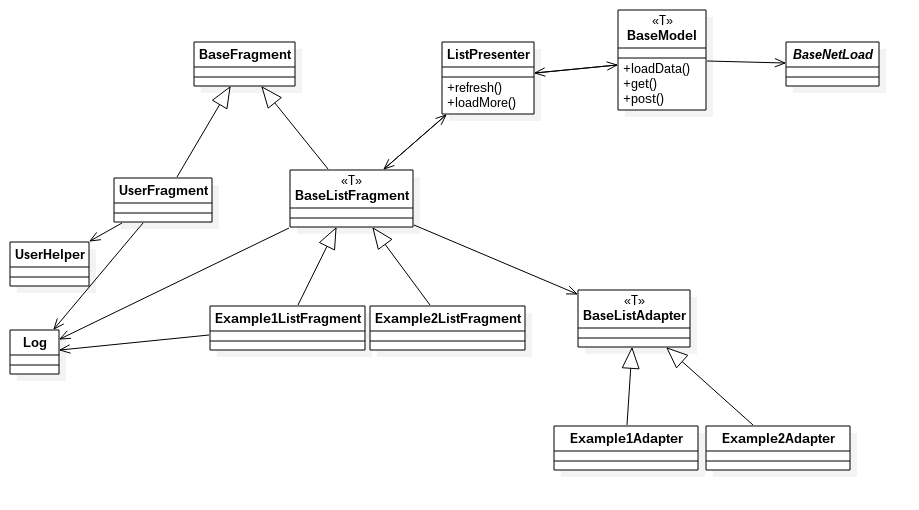 BaseFragment
ListPresenter
+refresh()
+loadMore()
«T»
BaseModel
+loadData()
+get()
+post()
BaseNetLoad
UserFragment
«T»
BaseListFragment
UserHelper
Log
Example1ListFragment
Example2ListFragment
«T»
BaseListAdapter
Example1Adapter
Example2Adapter